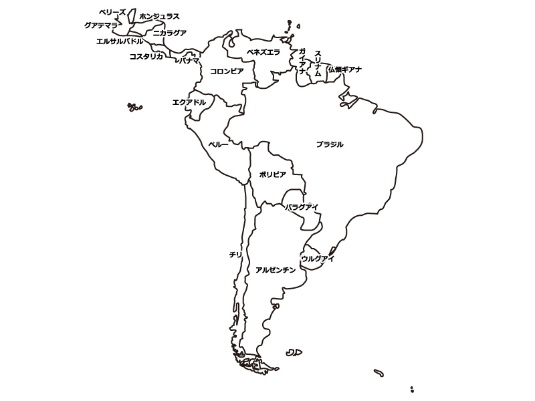 ベリーズ
ホンジュラス
グアテマラ
ニカラグア
エルサルバドル
コスタリカ
パナマ
ベネズエラ
ガイアナ
スリナム
仏領ギアナ
コロンビア
エクアドル
ペルー
ブラジル
ボリビア
パラグアイ
チリ
ウルグアイ
アルゼンチン